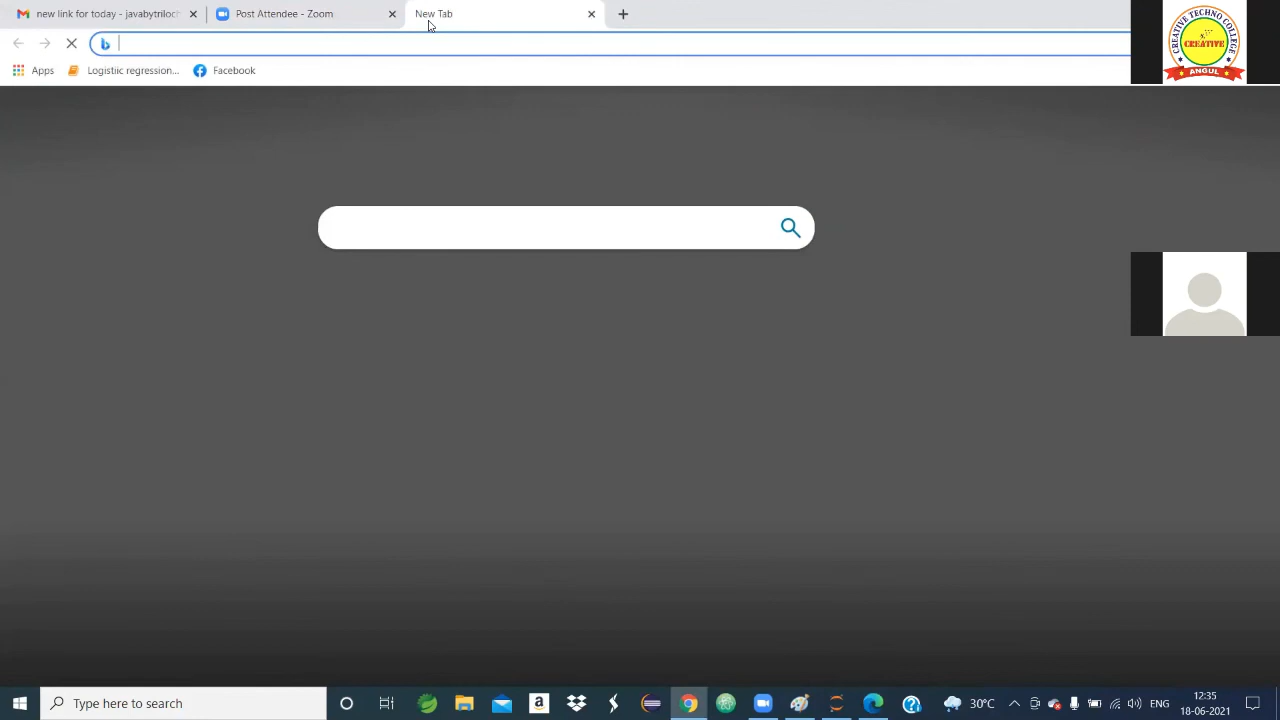 new link for today - javabytriloch
Post Attendee - Zoom
New Tab
Apps
Logistiic regression...
Facebook
CREATIVE TECHNO COLLEGE
CREATIVE
ANGUL
Type here to search
30°C
ENG
12:35
18-06-2021